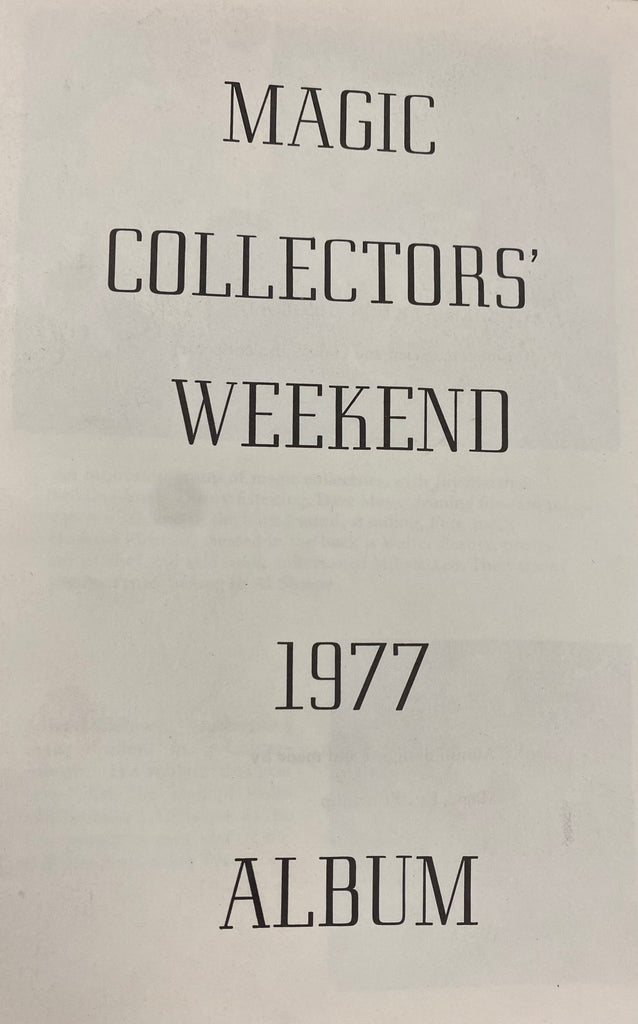 MAGIC
COLLECTORS'
WEEKEND
1977
ALBUM